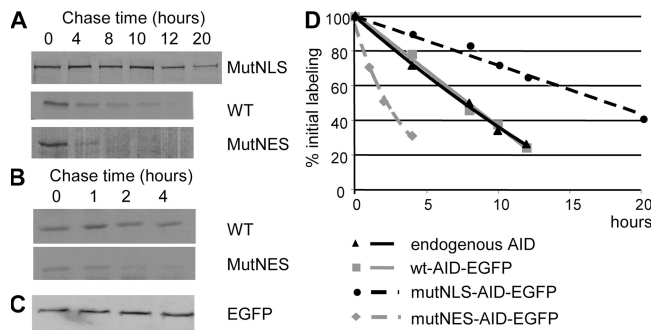 A
Chase time (hours)
0 4 8 10 12 20
MutNLS
WT
MutNES
B
Chase time (hours)
0 1 2 4
WT
MutNES
C
EGFP
D
% initial labeling
100
80
60
40
20
0
0 5 10 15 20
hours
endogenous AID
wt-AID-EGFP
mutNLS-AID-EGFP
mutNES-AID-EGFP